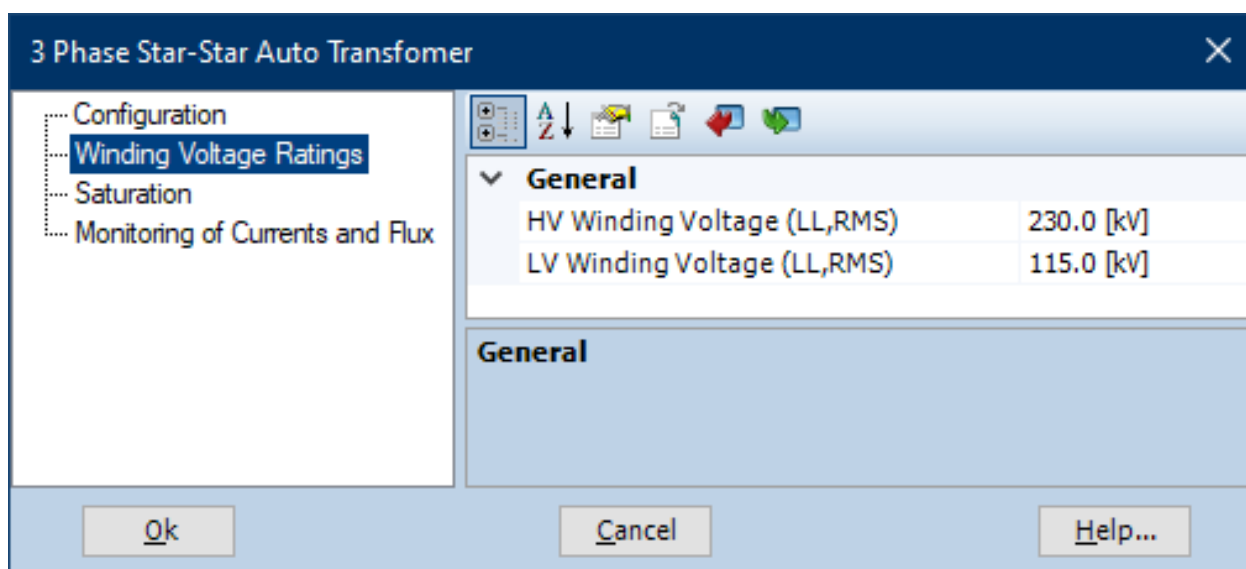 3 Phase Star-Star Auto Transfomer
Configuration
Winding Voltage Ratings
Saturation
Monitoring of Currents and Flux
General
HV Winding Voltage (LL,RMS) 230.0 [kV]
LV Winding Voltage (LL,RMS) 115.0 [kV]
General
Ok Cancel Help...